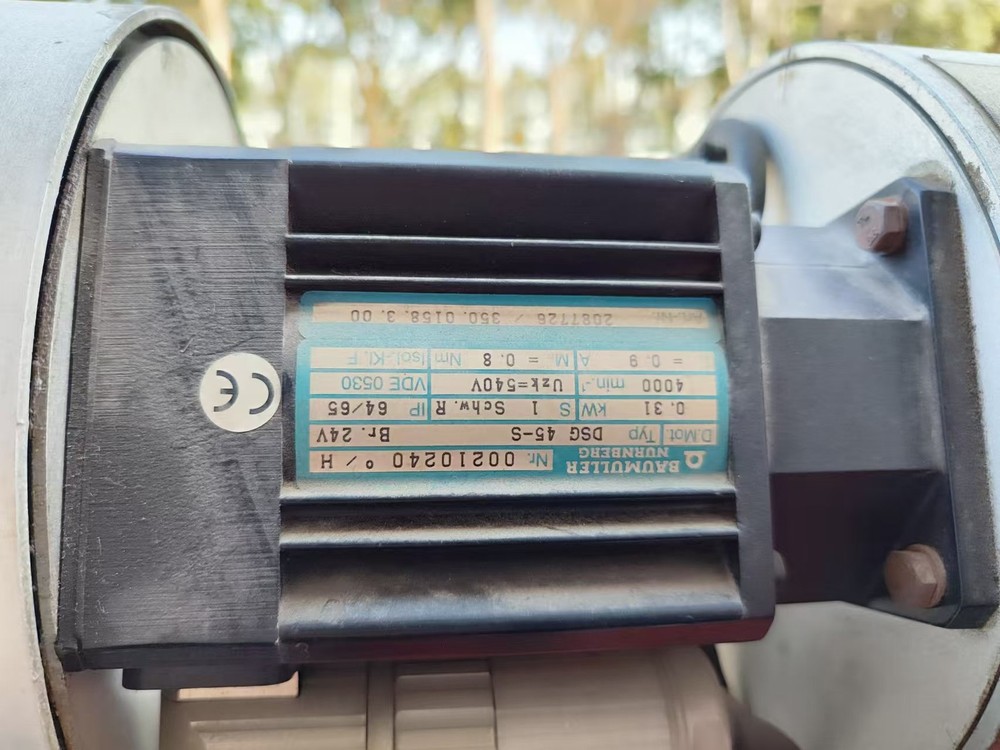 BAUMÜLLER
NÜRNBERG
Nr. 00210240 °/H
D.Mot. Typ DSG 45-S Br. 24V
0.31 kW S 1 Schw.R IP 64/65
4000 min.-¹ Uzk=540V VDE 0530
= 0.9 A M₀ = 0.8 Nm Isol.-Kl. F
Art.-Nr. 2087726 / 350.0158.3.00
CE